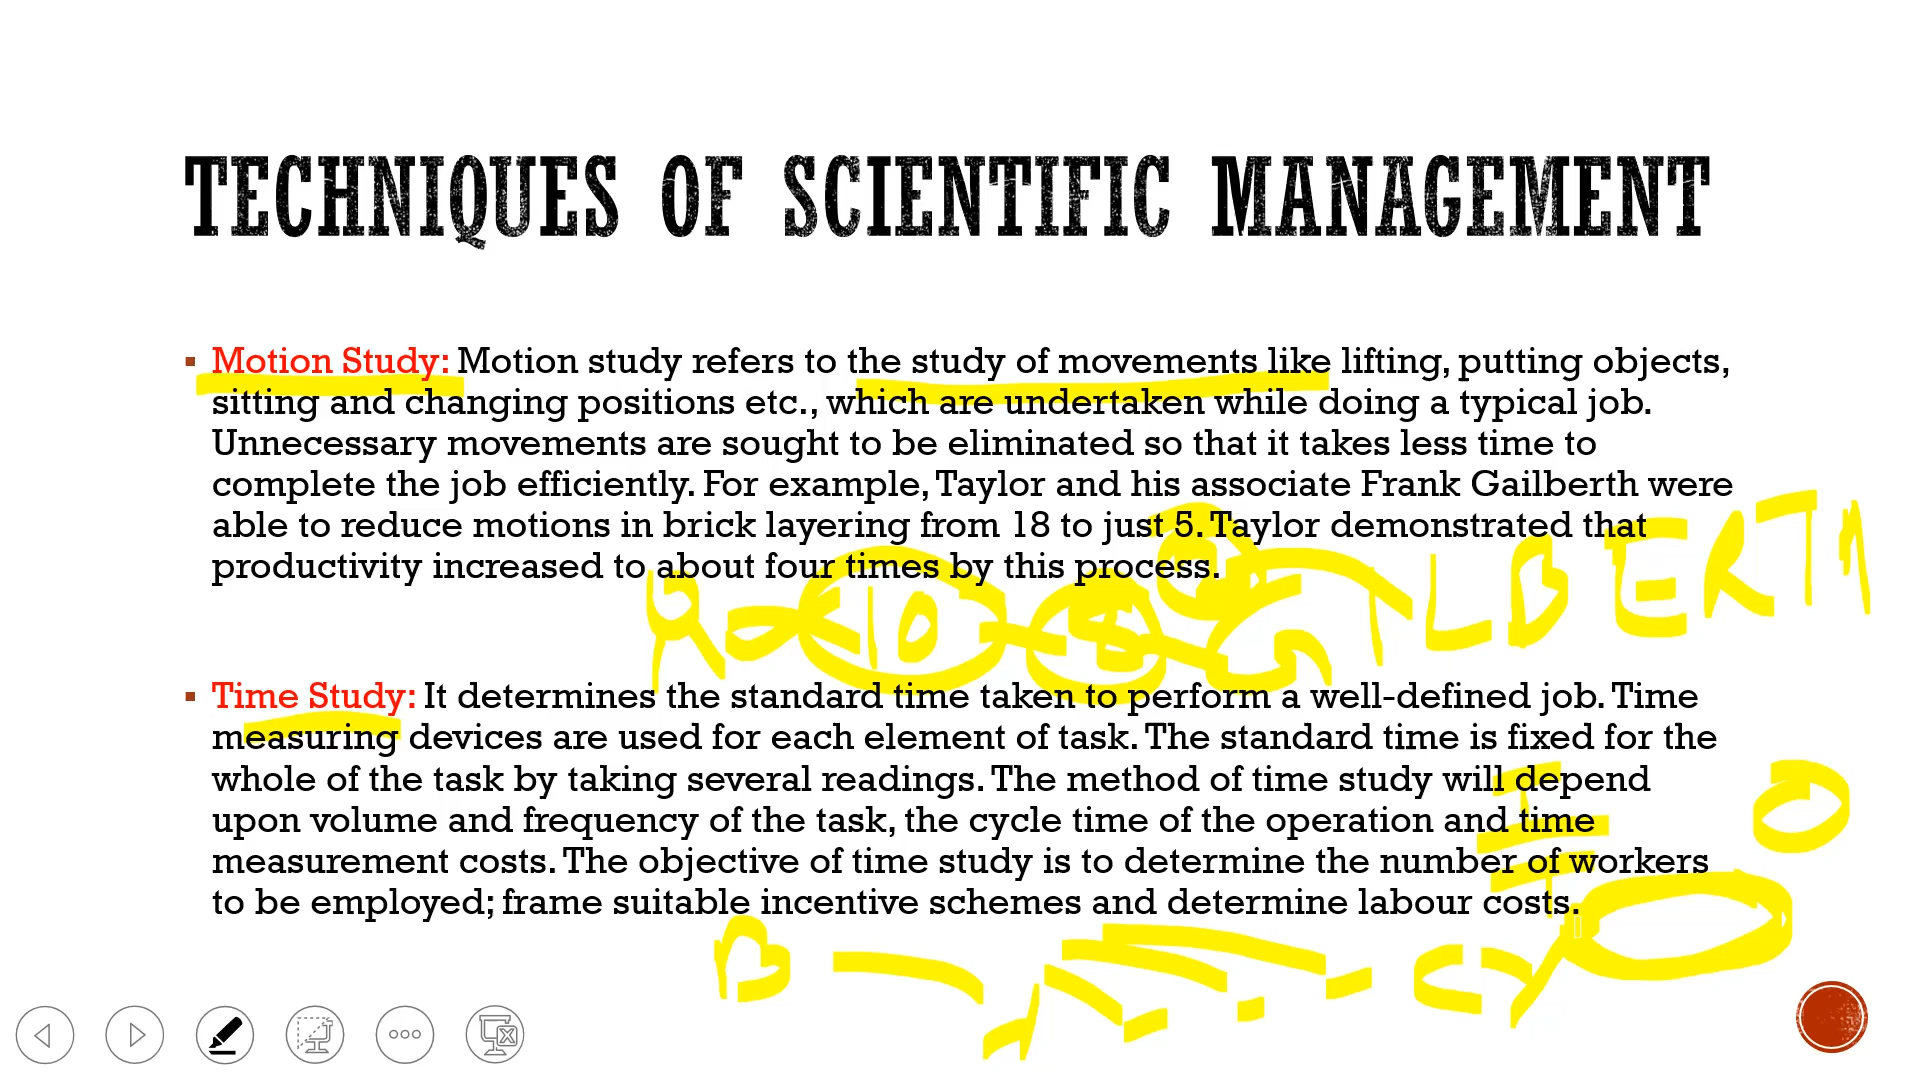 TECHNIQUES OF SCIENTIFIC MANAGEMENT
Motion Study: Motion study refers to the study of movements like lifting, putting objects,
sitting and changing positions etc., which are undertaken while doing a typical job.
Unnecessary movements are sought to be eliminated so that it takes less time to
complete the job efficiently. For example, Taylor and his associate Frank Gailberth were
able to reduce motions in brick layering from 18 to just 5. Taylor demonstrated that
productivity increased to about four times by this process.
GILBERTH
10
Time Study: It determines the standard time taken to perform a well-defined job. Time
measuring devices are used for each element of task. The standard time is fixed for the
whole of the task by taking several readings. The method of time study will depend
upon volume and frequency of the task, the cycle time of the operation and time
measurement costs. The objective of time study is to determine the number of workers
to be employed; frame suitable incentive schemes and determine labour costs.
B